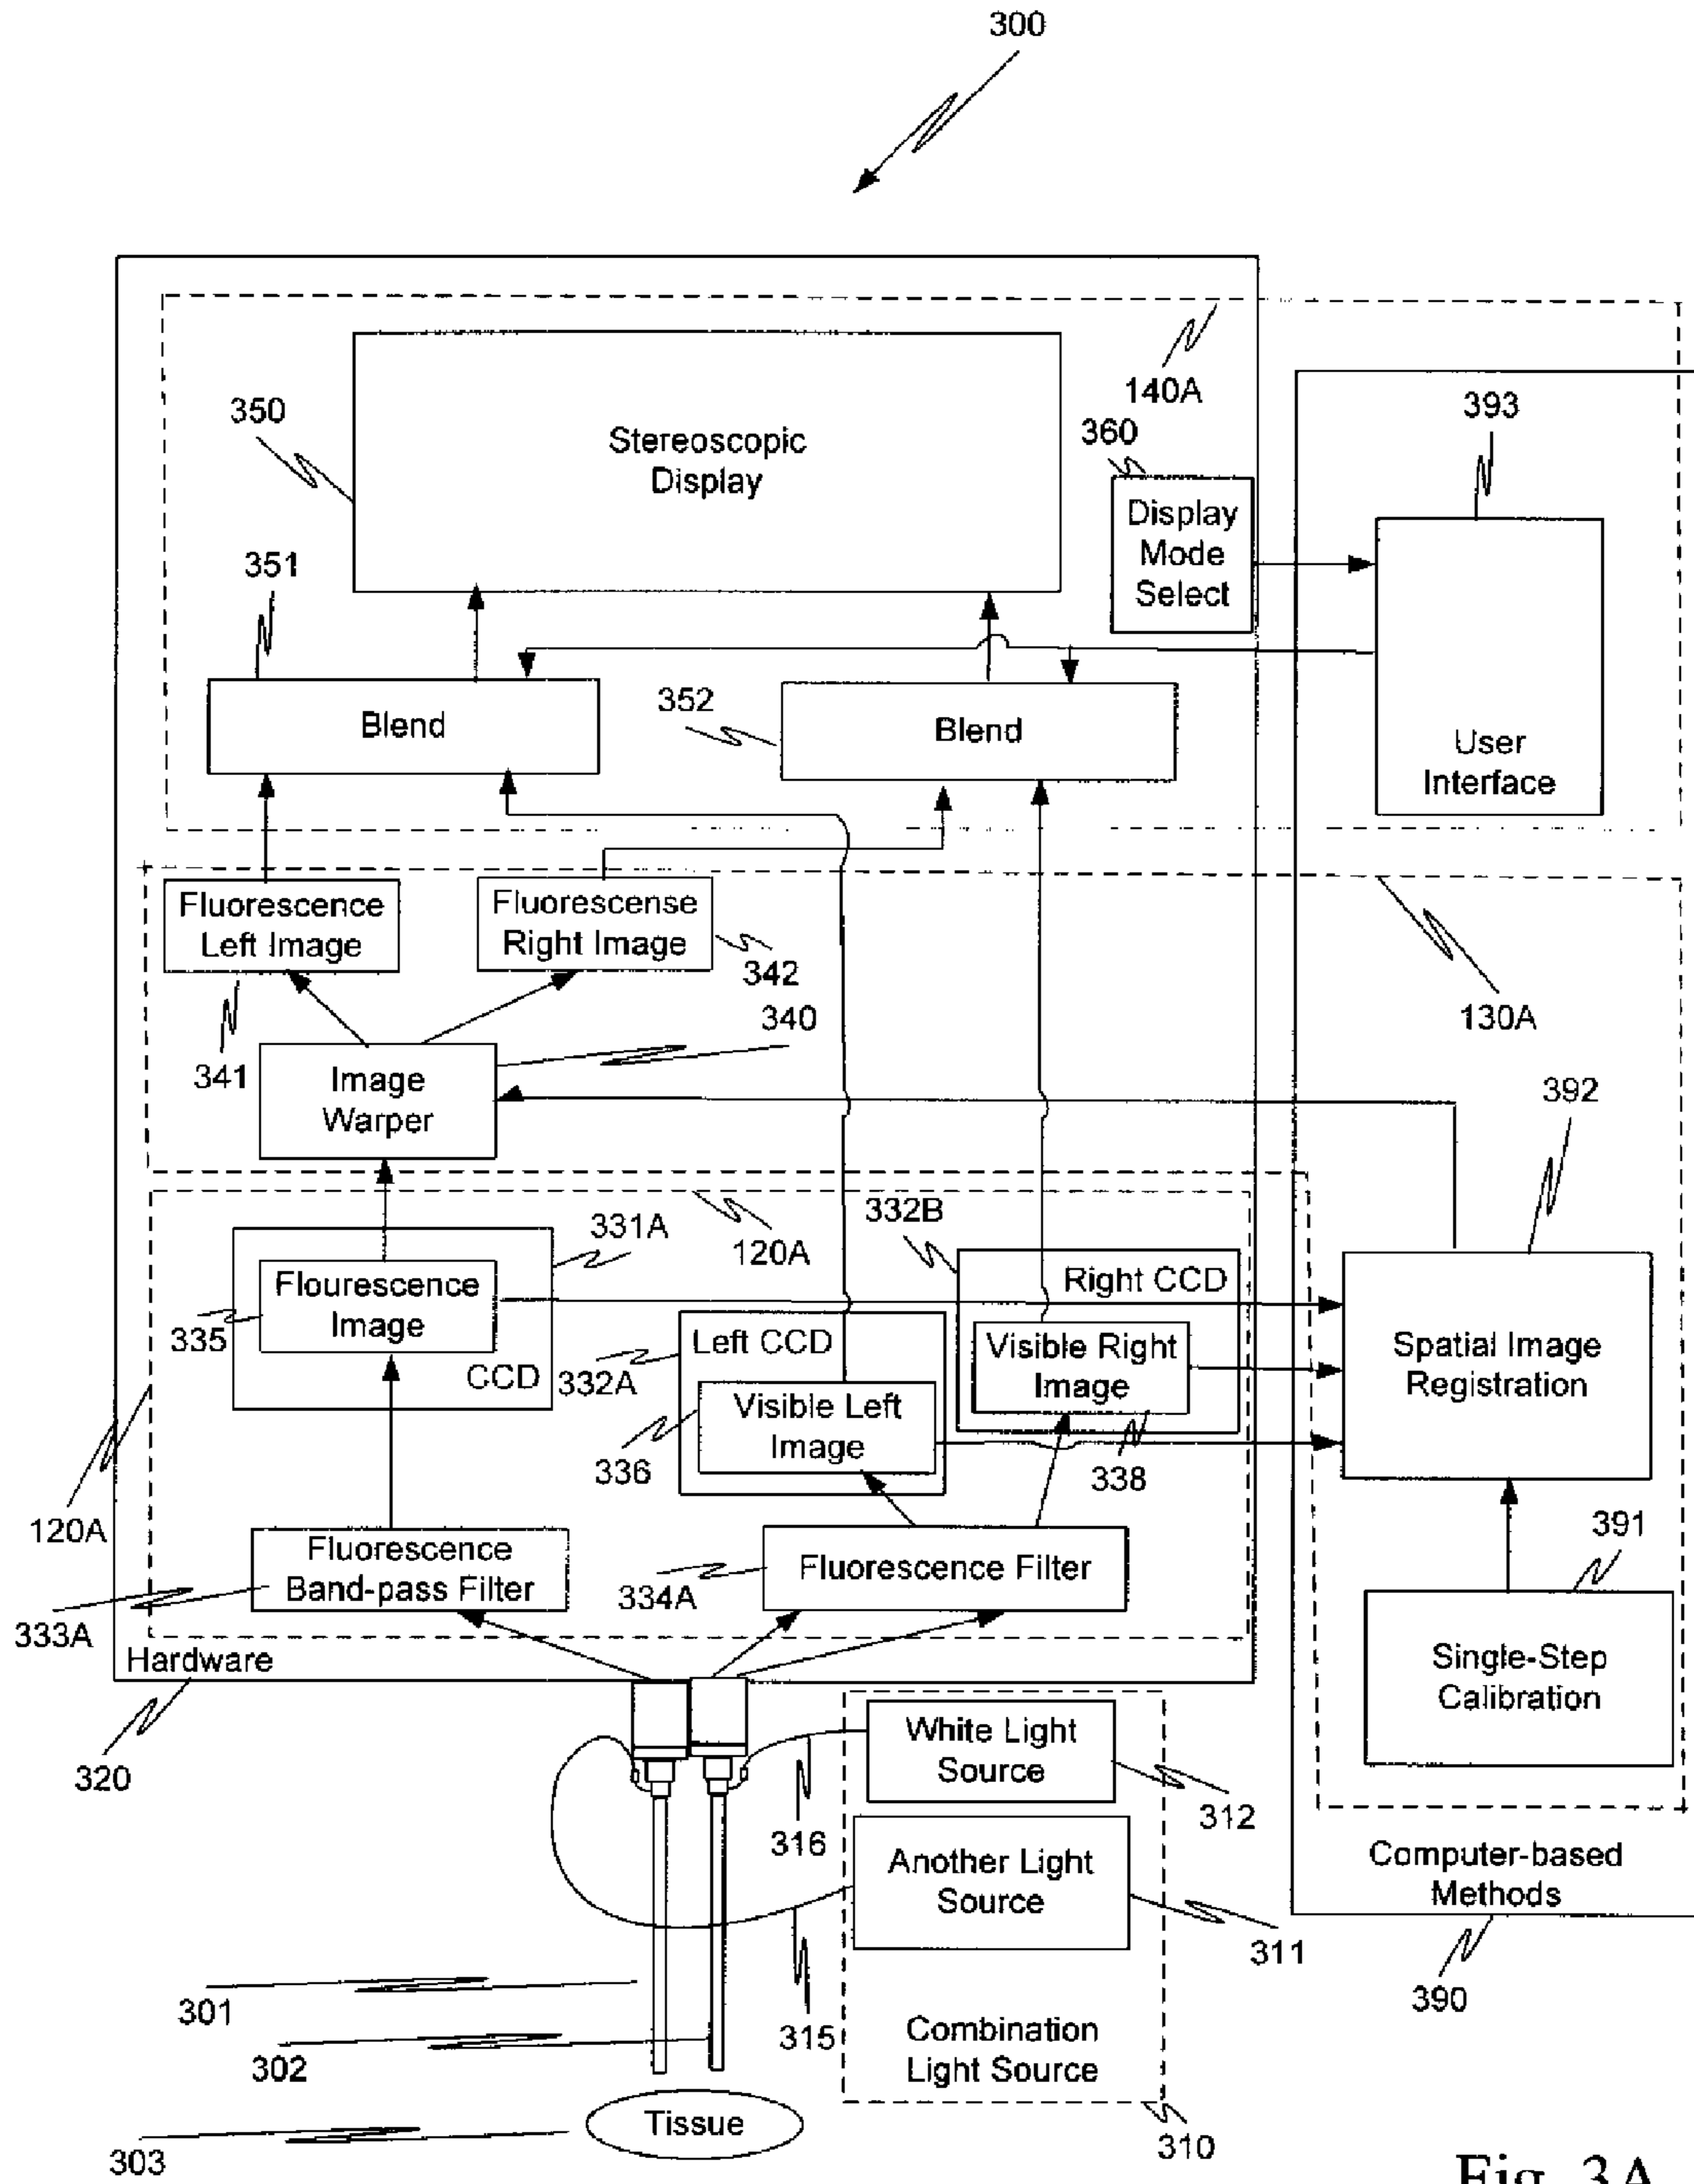 300
140A
350
Stereoscopic
Display
360
393
Display
Mode
Select
351
352
Blend
Blend
User
Interface
Fluorescence
Left Image
Fluorescense
Right Image
342
130A
341
340
Image
Warper
392
332B
331A
120A
Right CCD
Flourescence
Image
335
CCD
Left CCD
332A
Visible Right
Image
Spatial Image
Registration
Visible Left
Image
336
338
120A
391
Fluorescence
Band-pass Filter
Fluorescence Filter
334A
333A
Hardware
Single-Step
Calibration
320
White Light
Source
312
316
Another Light
Source
Computer-based
Methods
311
390
301
315
302
Combination
Light Source
Tissue
303
310
Fig. 3A